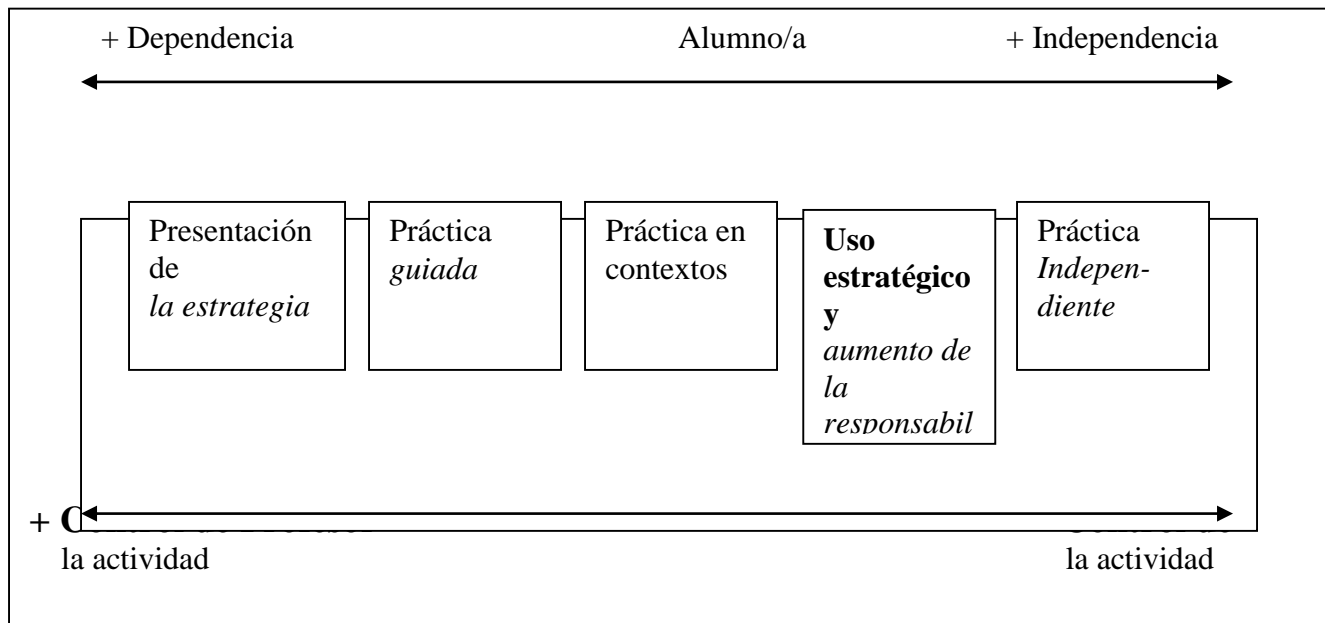 + Dependencia Alumno/a + Independencia
Presentación
de
la estrategia
Práctica
guiada
Práctica en
contextos
Uso
estratégico
y
aumento de
la
responsabil
Práctica
Indepen-
diente
+
la actividad
la actividad